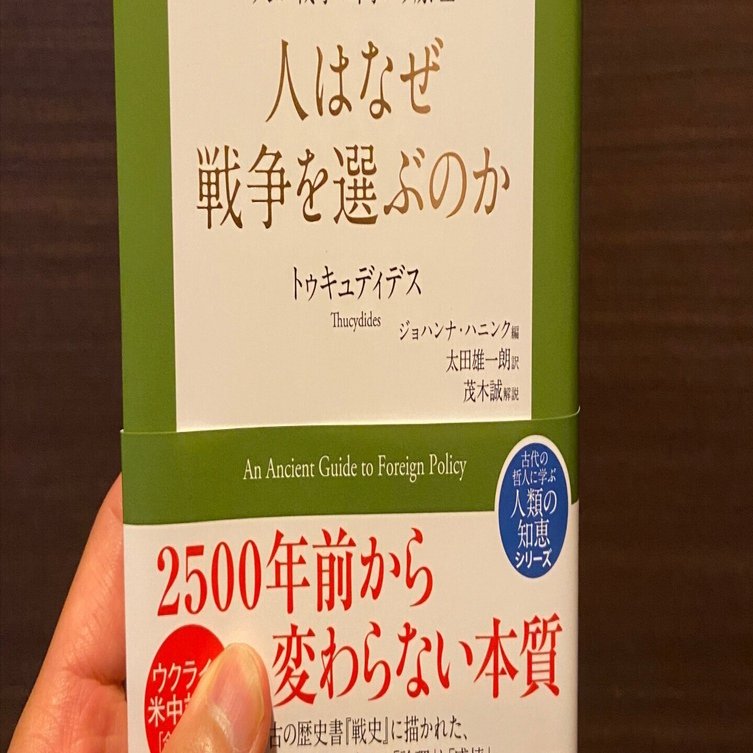 人はなぜ
戦争を選ぶのか
トゥキュディデス
Thucydides
ジョハンナ・ハニンク編
太田雄一朗訳
茂木誠解説
An Ancient Guide to Foreign Policy
古代の
哲人に学ぶ
人類の
知恵
シリーズ
2500年前から
変わらない本質
ウクライ
米中
古の歴史書『戦史』に描かれた、